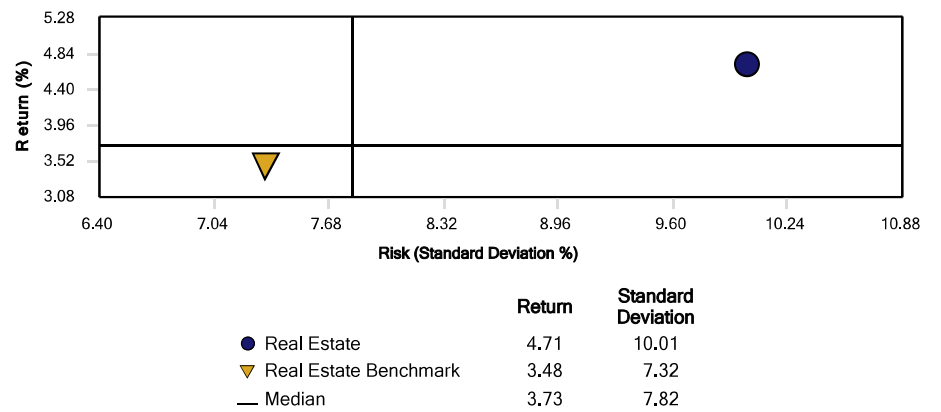 5.28
4.84
4.40
3.96
3.52
3.08
Return (%)
6.40 7.04 7.68 8.32 8.96 9.60 10.24 10.88
Risk (Standard Deviation %)
Return Standard
Deviation
Real Estate 4.71 10.01
Real Estate Benchmark 3.48 7.32
Median 3.73 7.82